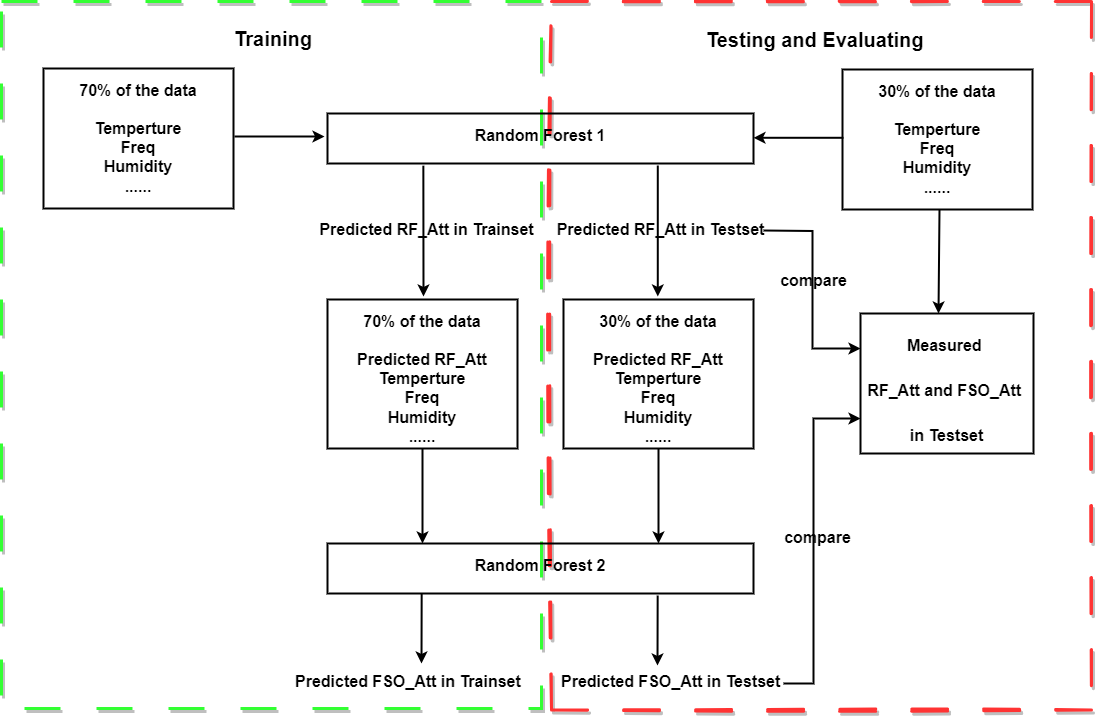 Training
Testing and Evaluating
70% of the data
Temperture
Freq
Humidity
......
30% of the data
Temperture
Freq
Humidity
......
Random Forest 1
Predicted RF_Att in Trainset
Predicted RF_Att in Testset
compare
70% of the data
Predicted RF_Att
Temperture
Freq
Humidity
......
30% of the data
Predicted RF_Att
Temperture
Freq
Humidity
......
Measured
RF_Att and FSO_Att
in Testset
compare
Random Forest 2
Predicted FSO_Att in Trainset
Predicted FSO_Att in Testset